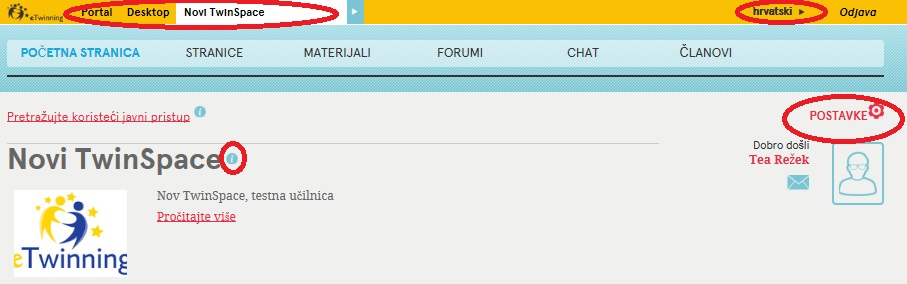 eTwinning Portal Desktop Novi TwinSpace hrvatski Odjava
POČETNA STRANICA STRANICE MATERIJALI FORUMI CHAT ČLANOVI
Pretražujte koristeći javni pristup i
POSTAVKE
Dobro došli
Tea Režek
Novi TwinSpace i
Nov TwinSpace, testna učilnica
Pročitajte više
eTwinning